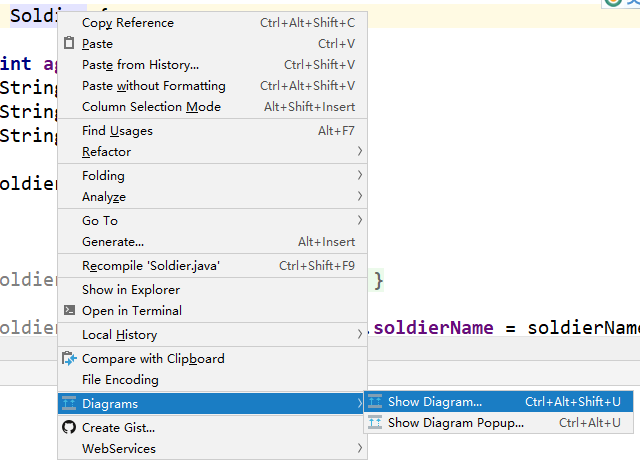 Soldi
Copy Reference Ctrl+Alt+Shift+C
Paste Ctrl+V
int ag
Paste from History... Ctrl+Shift+V
String
Paste without Formatting Ctrl+Alt+Shift+V
String
Column Selection Mode Alt+Shift+Insert
String
Find Usages Alt+F7
Refactor
Folding
oldier
Analyze
Go To
Generate... Alt+Insert
Recompile 'Soldier.java' Ctrl+Shift+F9
oldier }
Show in Explorer
Open in Terminal
oldier .soldierName = soldierName
Local History
Compare with Clipboard
File Encoding
Diagrams
Show Diagram... Ctrl+Alt+Shift+U
Show Diagram Popup... Ctrl+Alt+U
Create Gist...
WebServices